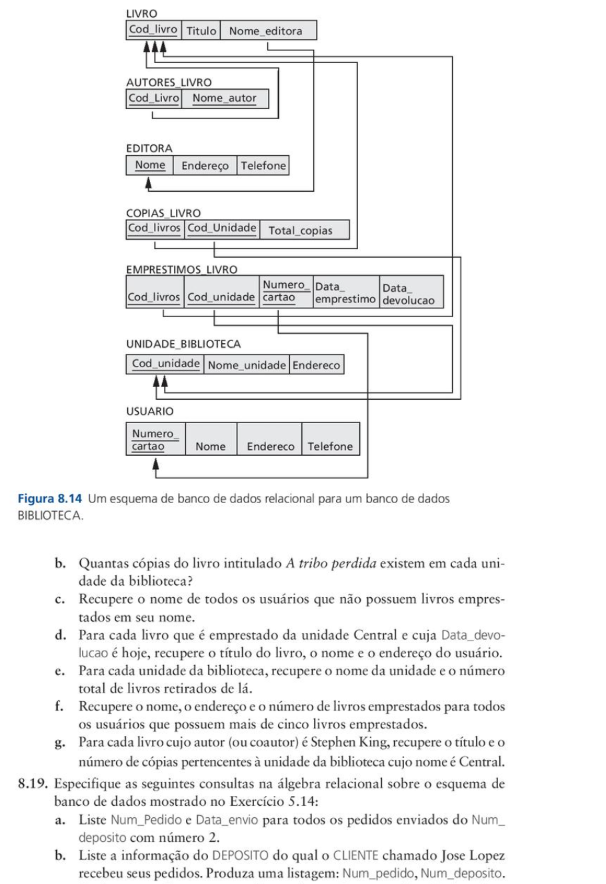 LIVRO
Cod_livro Titulo Nome_editora
AUTORES_LIVRO
Cod_Livro Nome_autor
EDITORA
Nome Endereço Telefone
COPIAS_LIVRO
Cod_livros Cod_Unidade Total_copias
EMPRESTIMOS_LIVRO
Cod_livros Cod_unidade Numero_cartao Data_emprestimo Data_devolucao
UNIDADE_BIBLIOTECA
Cod_unidade Nome_unidade Endereco
USUARIO
Numero_cartao Nome Endereco Telefone
Figura 8.14 Um esquema de banco de dados relacional para um banco de dados
BIBLIOTECA.
b. Quantas cópias do livro intitulado A tribo perdida existem em cada uni-
dade da biblioteca?
c. Recupere o nome de todos os usuários que não possuem livros empres-
tados em seu nome.
d. Para cada livro que é emprestado da unidade Central e cuja Data_devo-
lucao é hoje, recupere o título do livro, o nome e o endereço do usuário.
e. Para cada unidade da biblioteca, recupere o nome da unidade e o número
total de livros retirados de lá.
f. Recupere o nome, o endereço e o número de livros emprestados para todos
os usuários que possuem mais de cinco livros emprestados.
g. Para cada livro cujo autor (ou coautor) é Stephen King, recupere o título e o
número de cópias pertencentes à unidade da biblioteca cujo nome é Central.
8.19. Especifique as seguintes consultas na álgebra relacional sobre o esquema de
banco de dados mostrado no Exercício 5.14:
a. Liste Num_Pedido e Data_envio para todos os pedidos enviados do Num_
deposito com número 2.
b. Liste a informação do DEPOSITO do qual o CLIENTE chamado Jose Lopez
recebeu seus pedidos. Produza uma listagem: Num_pedido, Num_deposito.